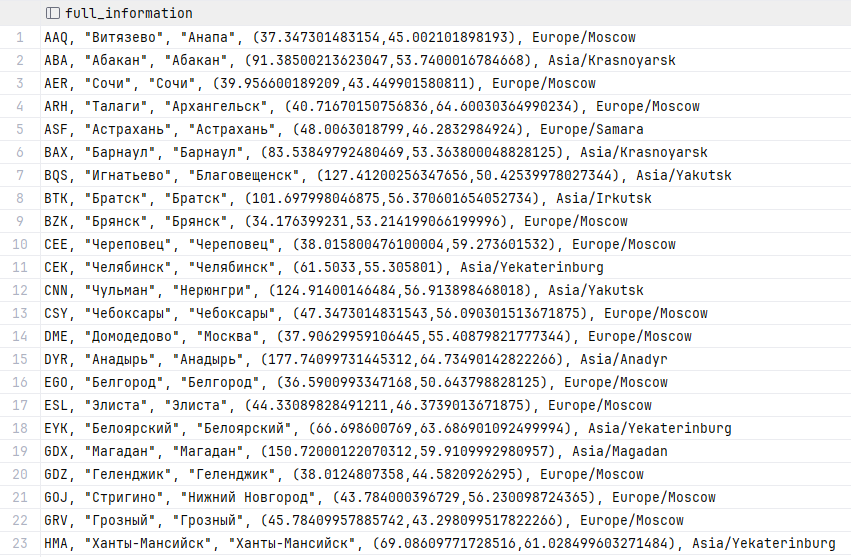 full_information
1 AAQ, "Витязево", "Анапа", (37.347301483154,45.002101898193), Europe/Moscow
2 ABA, "Абакан", "Абакан", (91.38500213623047,53.7400016784668), Asia/Krasnoyarsk
3 AER, "Сочи", "Сочи", (39.956600189209,43.449901580811), Europe/Moscow
4 ARH, "Талаги", "Архангельск", (40.71670150756836,64.60030364990234), Europe/Moscow
5 ASF, "Астрахань", "Астрахань", (48.0063018799,46.2832984924), Europe/Samara
6 BAX, "Барнаул", "Барнаул", (83.53849792480469,53.363800048828125), Asia/Krasnoyarsk
7 BQS, "Игнатьево", "Благовещенск", (127.41200256347656,50.42539978027344), Asia/Yakutsk
8 BTK, "Братск", "Братск", (101.697998046875,56.370601654052734), Asia/Irkutsk
9 BZK, "Брянск", "Брянск", (34.176399231,53.214199066199996), Europe/Moscow
10 CEE, "Череповец", "Череповец", (38.015800476100004,59.273601532), Europe/Moscow
11 CEK, "Челябинск", "Челябинск", (61.5033,55.305801), Asia/Yekaterinburg
12 CNN, "Чульман", "Нерюнгри", (124.91400146484,56.913898468018), Asia/Yakutsk
13 CSY, "Чебоксары", "Чебоксары", (47.3473014831543,56.090301513671875), Europe/Moscow
14 DME, "Домодедово", "Москва", (37.90629959106445,55.40879821777344), Europe/Moscow
15 DYR, "Анадырь", "Анадырь", (177.74099731445312,64.73490142822266), Asia/Anadyr
16 EGO, "Белгород", "Белгород", (36.5900993347168,50.643798828125), Europe/Moscow
17 ESL, "Элиста", "Элиста", (44.33089828491211,46.3739013671875), Europe/Moscow
18 EYK, "Белоярский", "Белоярский", (66.698600769,63.686901092499994), Asia/Yekaterinburg
19 GDX, "Магадан", "Магадан", (150.72000122070312,59.9109992980957), Asia/Magadan
20 GDZ, "Геленджик", "Геленджик", (38.0124807358,44.5820926295), Europe/Moscow
21 GOJ, "Стригино", "Нижний Новгород", (43.784000396729,56.230098724365), Europe/Moscow
22 GRV, "Грозный", "Грозный", (45.78409957885742,43.298099517822266), Europe/Moscow
23 HMA, "Ханты-Мансийск", "Ханты-Мансийск", (69.08609771728516,61.028499603271484), Asia/Yekaterinburg